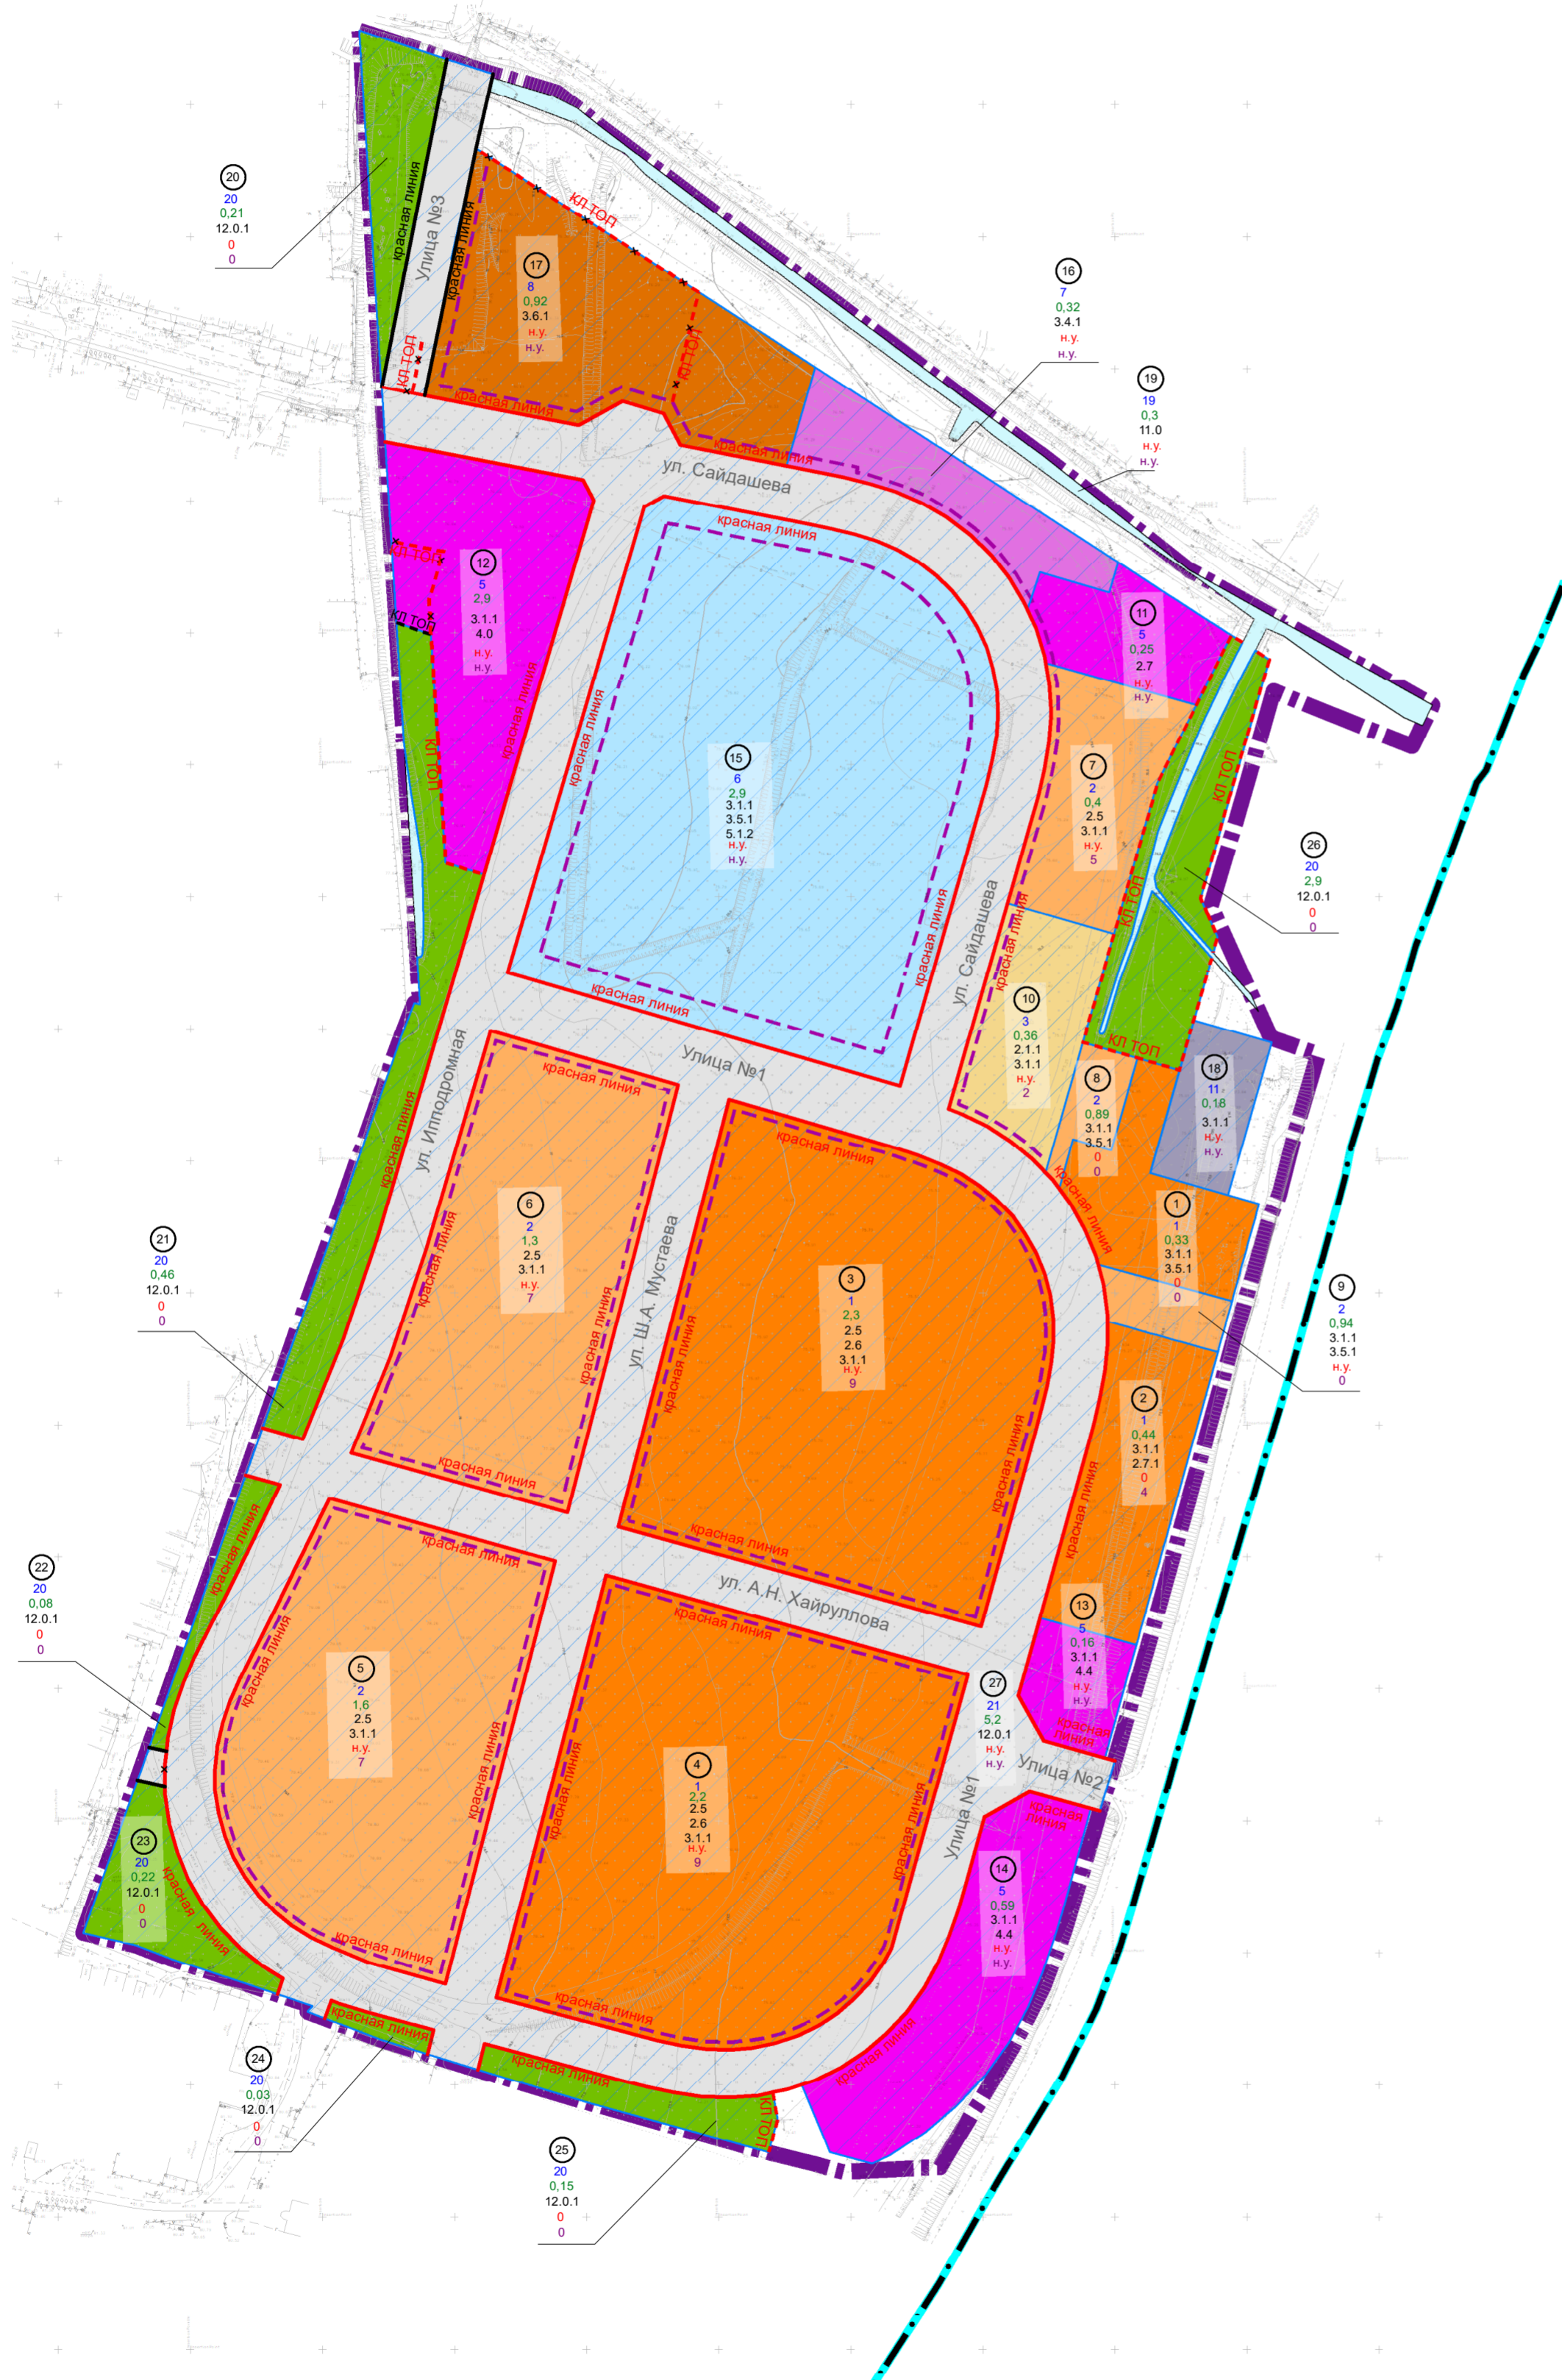 20
20
0,21
12.0.1
0
0
красная линия
Улица №3
красная линия
КЛ ТОП
КЛ ТОП
КЛ ТОП
17
8
0,92
3.6.1
н.у.
н.у.
16
7
0,32
3.4.1
н.у.
н.у.
19
19
0,3
11.0
н.у.
н.у.
красная линия
красная линия
ул. Сайдашева
красная линия
12
5
2,9
3.1.1
4.0
н.у.
н.у.
КЛ ТОП
КЛ ТОП
КЛ ТОП
красная линия
красная линия
11
5
0,25
2.7
н.у.
н.у.
15
6
2,9
3.1.1
3.5.1
5.1.2
н.у.
н.у.
7
2
0,4
2.5
3.1.1
н.у.
5
КЛ ТОП
КЛ ТОП
26
20
2,9
12.0.1
0
0
красная линия
ул. Сайдашева
красная линия
красная линия
10
3
0,36
2.1.1
3.1.1
н.у.
2
КЛ ТОП
Улица №1
ул. Ипподромная
красная линия
красная линия
8
2
0,89
3.1.1
3.5.1
0
0
18
11
0,18
3.1.1
н.у.
н.у.
красная линия
красная линия
6
2
1,3
2.5
3.1.1
н.у.
7
красная линия
красная линия
красная линия
ул. Ш.А. Мустаева
красная линия
1
1
0,33
3.1.1
3.5.1
0
0
21
20
0,46
12.0.1
0
0
3
1
2,3
2.5
2.6
3.1.1
н.у.
9
9
2
0,94
3.1.1
3.5.1
н.у.
0
2
1
0,44
3.1.1
2.7.1
0
4
красная линия
красная линия
красная линия
ул. А.Н. Хайруллова
красная линия
красная линия
красная линия
22
20
0,08
12.0.1
0
0
красная линия
5
2
1,6
2.5
3.1.1
н.у.
7
красная линия
красная линия
13
5
0,16
3.1.1
4.4
н.у.
н.у.
красная
линия
27
21
5,2
12.0.1
н.у.
н.у.
Улица №2
4
1
2,2
2.5
2.6
3.1.1
н.у.
9
красная линия
красная линия
Улица №1
красная
линия
23
20
0,22
12.0.1
0
0
красная линия
14
5
0,59
3.1.1
4.4
н.у.
н.у.
красная линия
красная линия
красная линия
красная линия
красная линия
24
20
0,03
12.0.1
0
0
КЛ ТОП
25
20
0,15
12.0.1
0
0